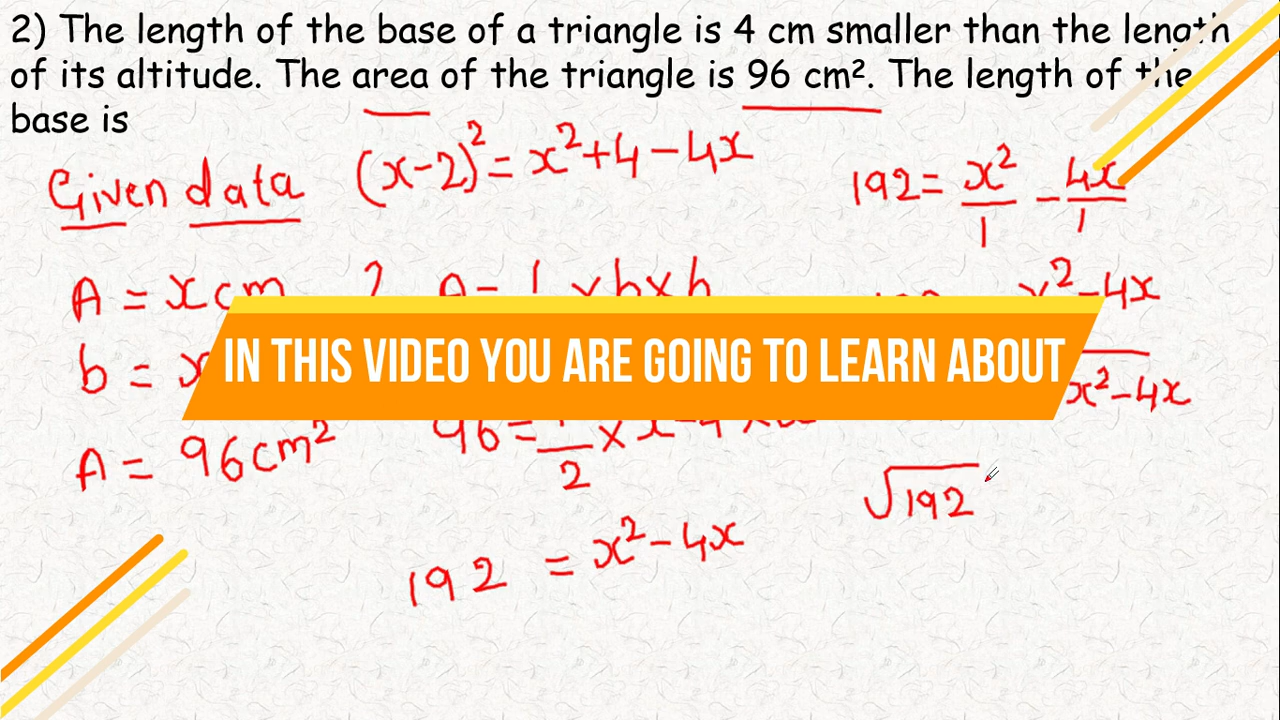 2) The length of the base of a triangle is 4 cm smaller than the length
of its altitude. The area of the triangle is 96 cm². The length of the
base is
Given data
(x-2)² = x²+4-4x
192 = x²/1 - 4x/1
A = x cm
x²-4x
b = x
IN THIS VIDEO YOU ARE GOING TO LEARN ABOUT
x²-4x
A = 96cm²
96 = 1/2 × x-4 ×
√192
192 = x²-4x